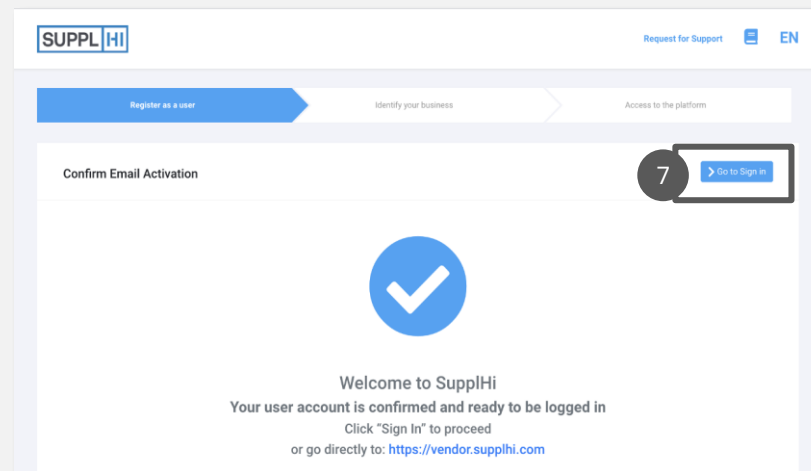 SUPPLHI
Request for Support
EN
Register as a user
Identify your business
Access to the platform
Confirm Email Activation
7
Go to Sign in
Welcome to SupplHi
Your user account is confirmed and ready to be logged in
Click “Sign In” to proceed
or go directly to: https://vendor.supplhi.com